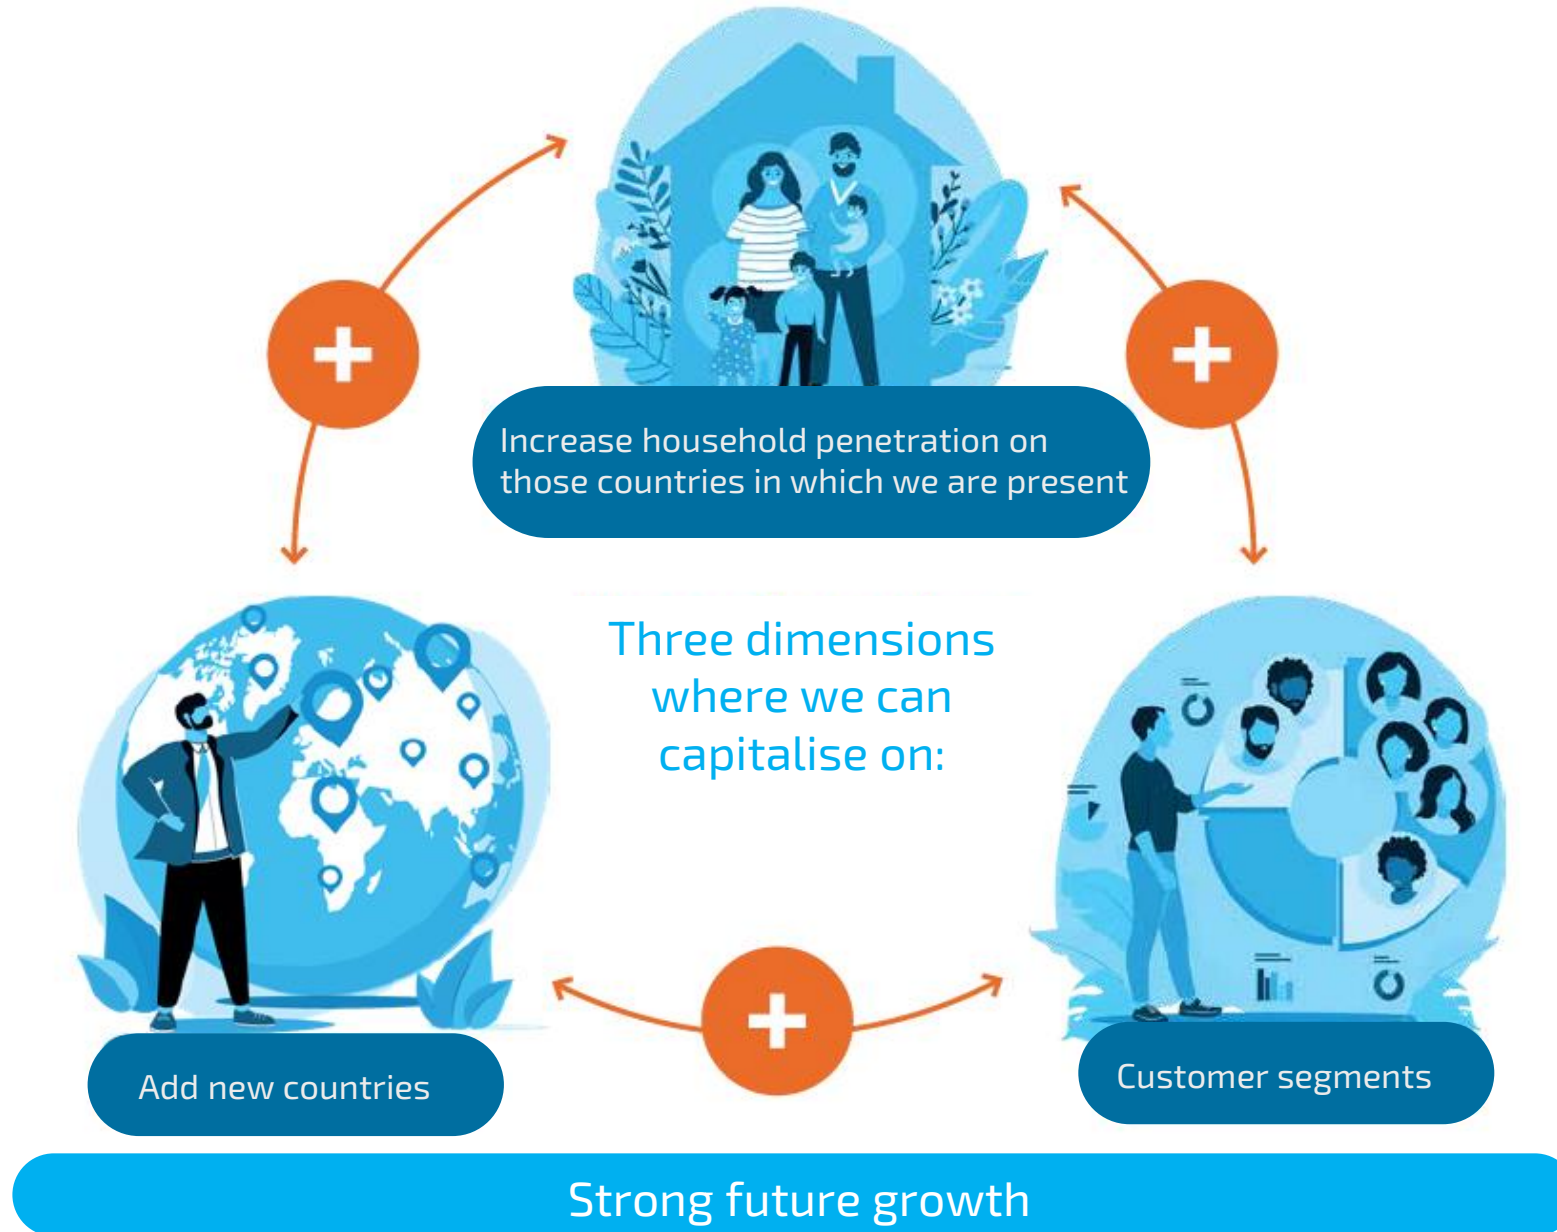 Increase household penetration on
those countries in which we are present
Three dimensions
where we can
capitalise on:
Add new countries
Customer segments
Strong future growth